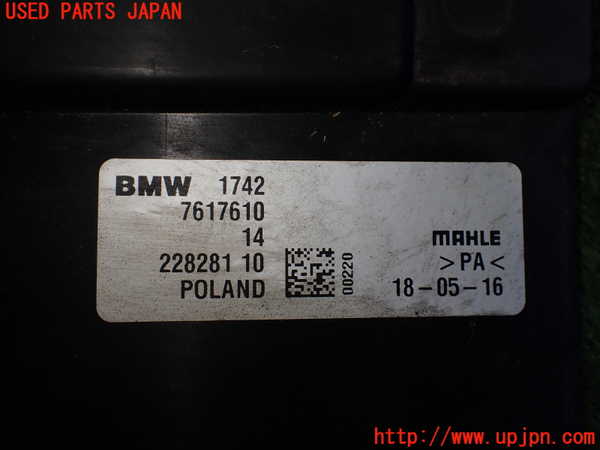 USED PARTS JAPAN
BMW 1742
7617610
14
228281 10
POLAND
00220
MAHLE
>PA<
18-05-16
http://www.upjpn.com/